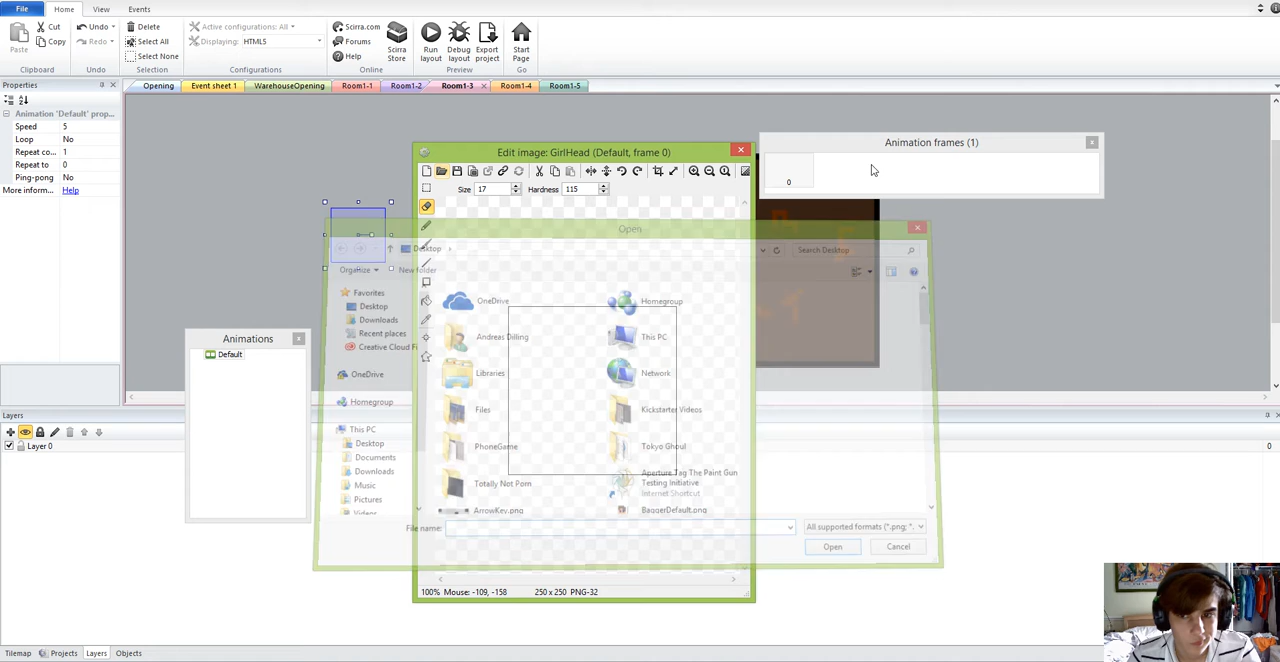 File Home View Events
Paste Cut Copy Undo Redo Delete Select All Select None Active configurations: All Displaying: HTML5 Scirra.com Forums Help Scirra Store Run layout Debug layout Export project Start Page
Clipboard Undo Selection Configurations Online Preview Go
Properties Opening Event sheet 1 WarehouseOpening Room1-1 Room1-2 Room1-3 Room1-4 Room1-5
Animation 'Default' prop...
Speed 5
Loop No
Repeat co... 1
Repeat to 0
Ping-pong No
More inform... Help
Edit image: GirlHead (Default, frame 0)
Size 17 Hardness 115
Animation frames (1)
0
Open
Desktop Search Desktop
Organize New folder
Favorites
Desktop
Downloads
Recent places
Creative Cloud Fi
OneDrive
Homegroup
This PC
Desktop
Documents
Downloads
Music
Pictures
Videos
OneDrive Homegroup
Andreas Dilling This PC
Libraries Network
Files Kickstarter Videos
PhoneGame Tokyo Ghoul
Totally Not Porn Aperture Tag The Paint Gun
Testing Initiative
Internet Shortcut
ArrowKey.png BaggerDefault.png
File name: All supported formats (*.png; *.
Open Cancel
100% Mouse: -109, -158 250 x 250 PNG-32
Animations
Default
Layers
Layer 0 0
Tilemap Projects Layers Objects